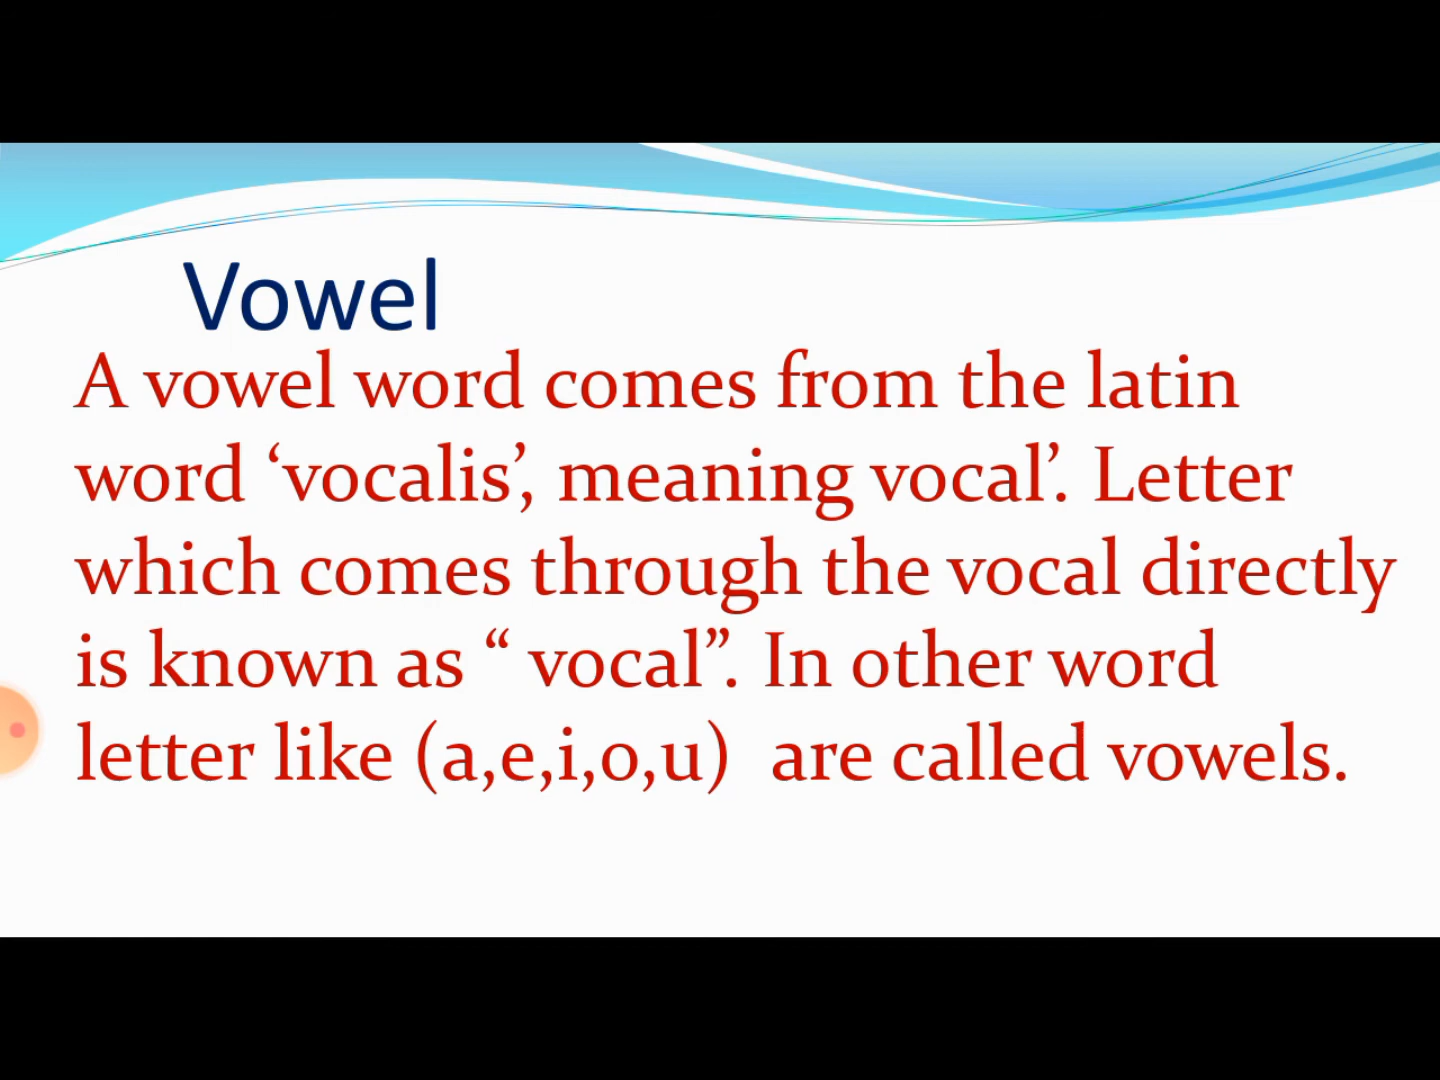 Vowel
A vowel word comes from the latin
word ‘vocalis’, meaning vocal’. Letter
which comes through the vocal directly
is known as “ vocal”. In other word
letter like (a,e,i,o,u)  are called vowels.